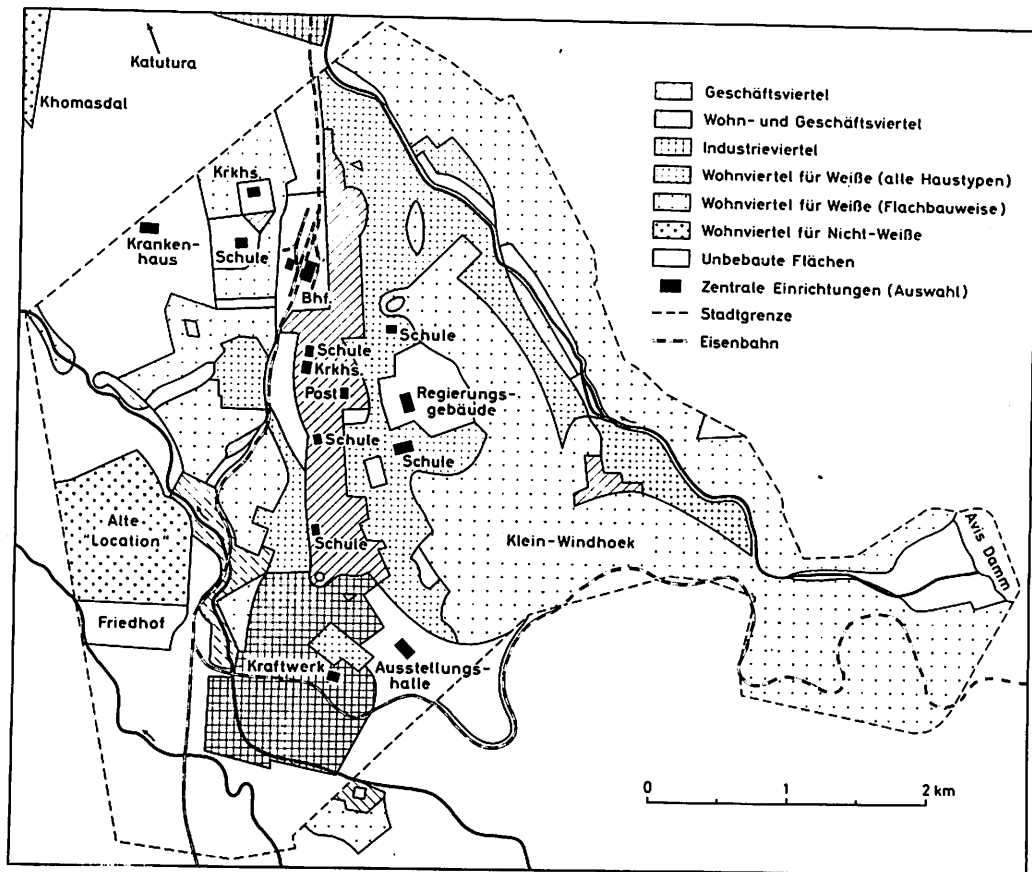 Katutura
Khomasdal
Krkhs.
Kranken-
haus
Schule
Bhf.
Schule
Schule
Krkhs.
Post
Regierungs-
gebäude
Schule
Schule
Schule
Alte
"Location"
Klein-Windhoek
Avis Damm
Friedhof
Kraftwerk
Ausstellungs-
halle
Geschäftsviertel
Wohn- und Geschäftsviertel
Industrieviertel
Wohnviertel für Weiße (alle Haustypen)
Wohnviertel für Weiße (Flachbauweise)
Wohnviertel für Nicht-Weiße
Unbebaute Flächen
Zentrale Einrichtungen (Auswahl)
Stadtgrenze
Eisenbahn
0 1 2 km